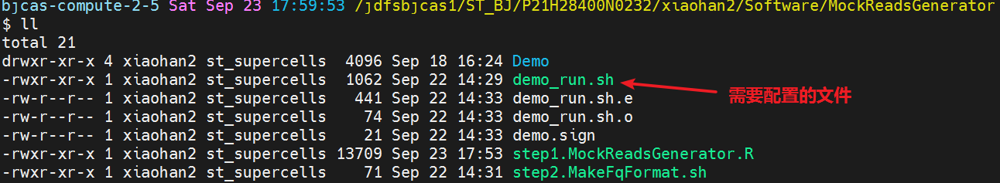 bjcas-compute-2-5 Sat Sep 23 17:59:53 /jdfsbjcas1/ST_BJ/P21H28400N0232/xiaohan2/Software/MockReadsGenerator
$ ll
total 21
drwxr-xr-x 4 xiaohan2 st_supercells  4096 Sep 18 16:24 Demo
-rwxr-xr-x 1 xiaohan2 st_supercells  1062 Sep 22 14:29 demo_run.sh
需要配置的文件
-rw-r--r-- 1 xiaohan2 st_supercells   441 Sep 22 14:33 demo_run.sh.e
-rw-r--r-- 1 xiaohan2 st_supercells    74 Sep 22 14:33 demo_run.sh.o
-rw-r--r-- 1 xiaohan2 st_supercells    21 Sep 22 14:33 demo.sign
-rwxr-xr-x 1 xiaohan2 st_supercells 13709 Sep 23 17:53 step1.MockReadsGenerator.R
-rwxr-xr-x 1 xiaohan2 st_supercells    71 Sep 22 14:31 step2.MakeFqFormat.sh